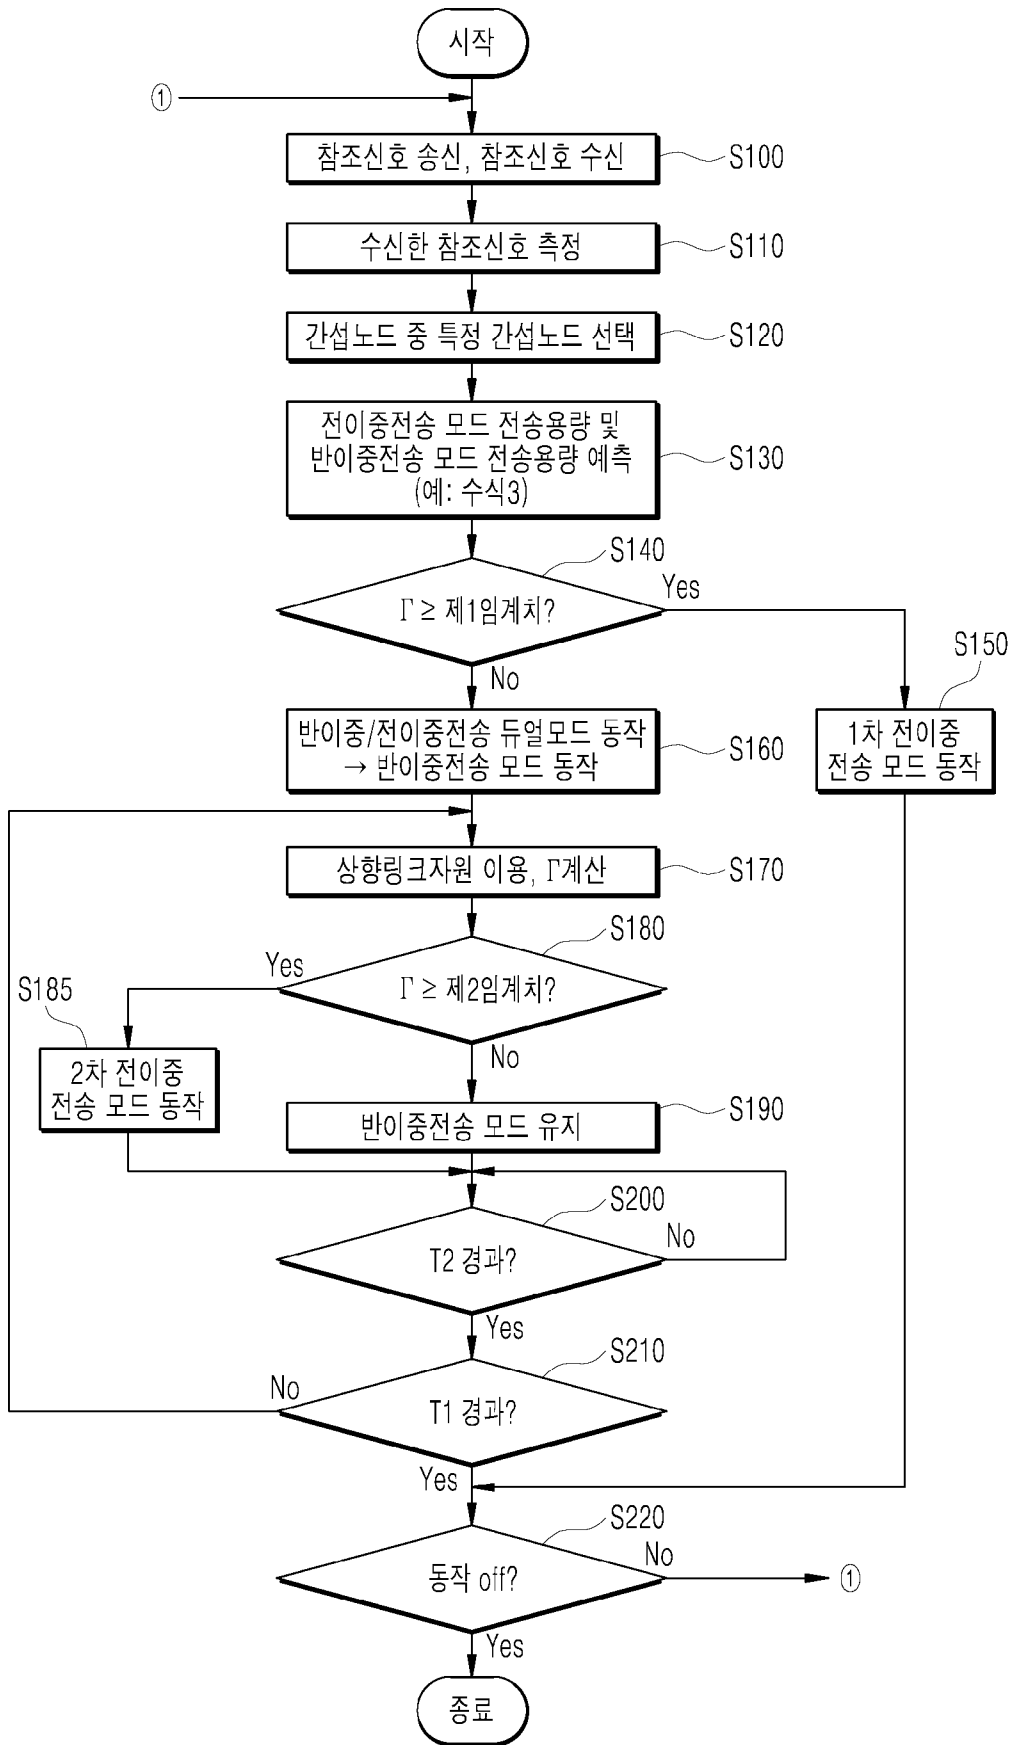 시작
①
참조신호 송신, 참조신호 수신
S100
수신한 참조신호 측정
S110
간섭노드 중 특정 간섭노드 선택
S120
전이중전송 모드 전송용량 및
반이중전송 모드 전송용량 예측
(예: 수식3)
S130
S140
Γ ≥ 제1임계치?
Yes
No
S150
1차 전이중
전송 모드 동작
반이중/전이중전송 듀얼모드 동작
→ 반이중전송 모드 동작
S160
상향링크자원 이용, Γ계산
S170
S180
Γ ≥ 제2임계치?
Yes
No
S185
2차 전이중
전송 모드 동작
반이중전송 모드 유지
S190
S200
T2 경과?
No
Yes
S210
T1 경과?
No
Yes
S220
동작 off?
No
①
Yes
종료